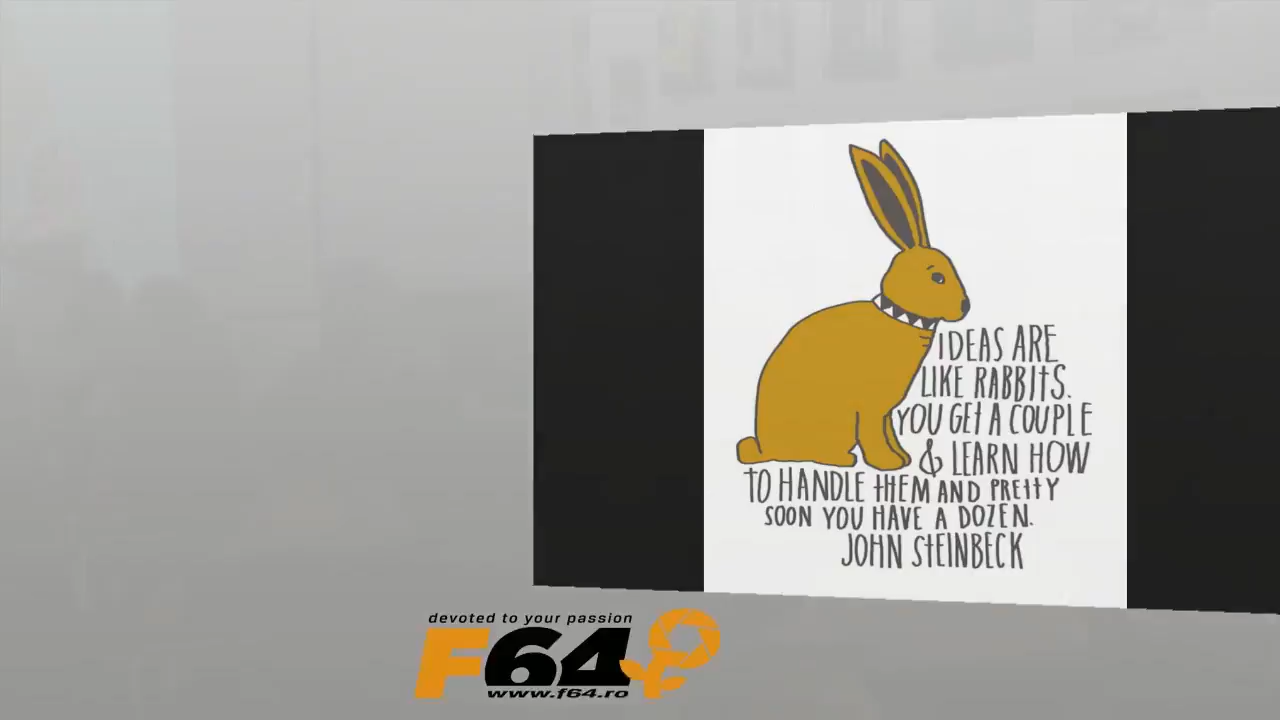 IDEAS ARE
LIKE RABBITS.
YOU GET A COUPLE
& LEARN HOW
TO HANDLE THEM AND PRETTY
SOON YOU HAVE A DOZEN.
JOHN STEINBECK
devoted to your passion
F64
www.f64.ro